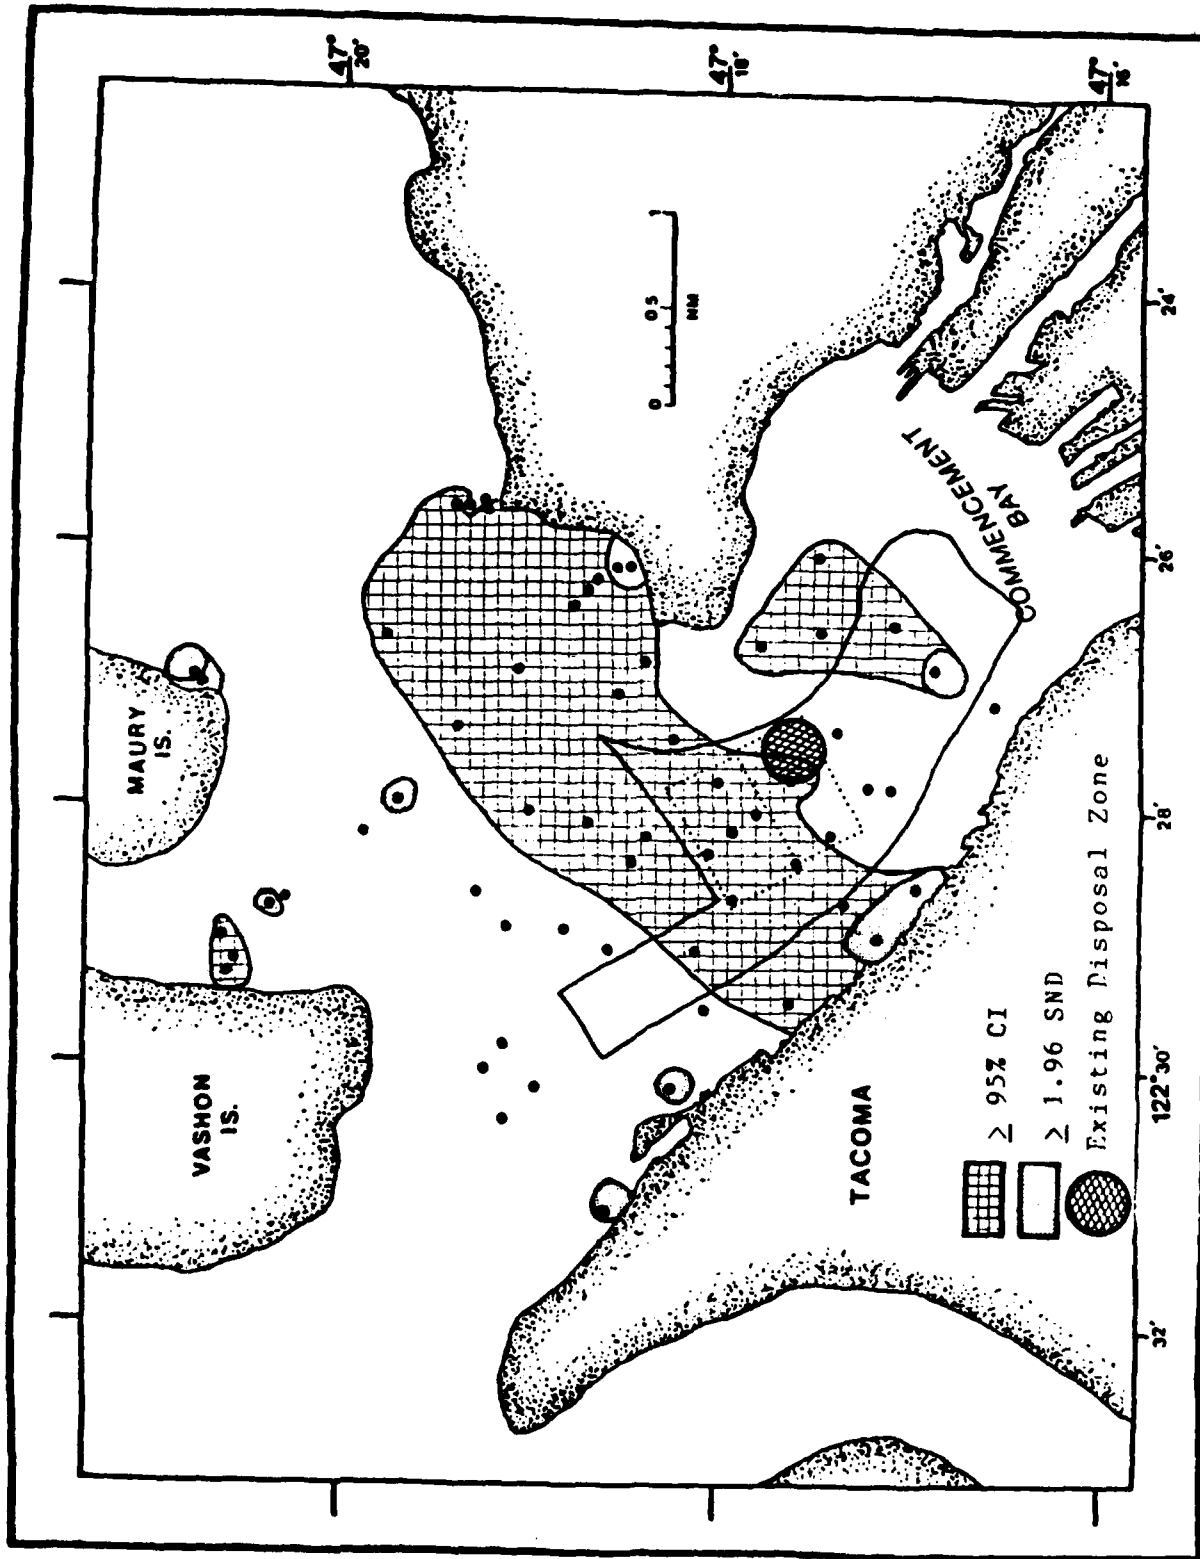 MAURY
IS.
VASHON
IS.
TACOMA
COMMENCEMENT
BAY
0 0.5 1
NM
47°
20'
47°
18'
47°
16'
24'
26'
28'
122°30'
32'
≥ 95% CI
≥ 1.96 SND
Existing Disposal Zone